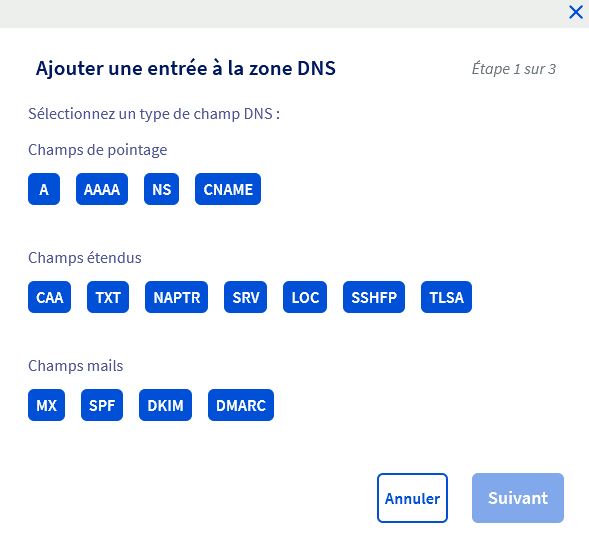 Ajouter une entrée à la zone DNS
Étape 1 sur 3
Sélectionnez un type de champ DNS :
Champs de pointage
A AAAA NS CNAME
Champs étendus
CAA TXT NAPTR SRV LOC SSHFP TLSA
Champs mails
MX SPF DKIM DMARC
Annuler Suivant